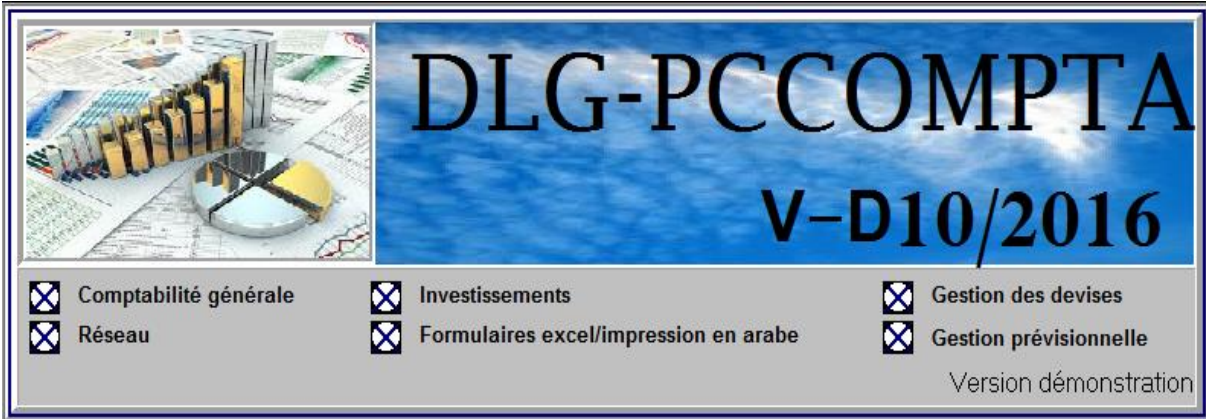 DLG-PCCOMPTA
V-D10/2016
Comptabilité générale
Investissements
Gestion des devises
Réseau
Formulaires excel/impression en arabe
Gestion prévisionnelle
Version démonstration